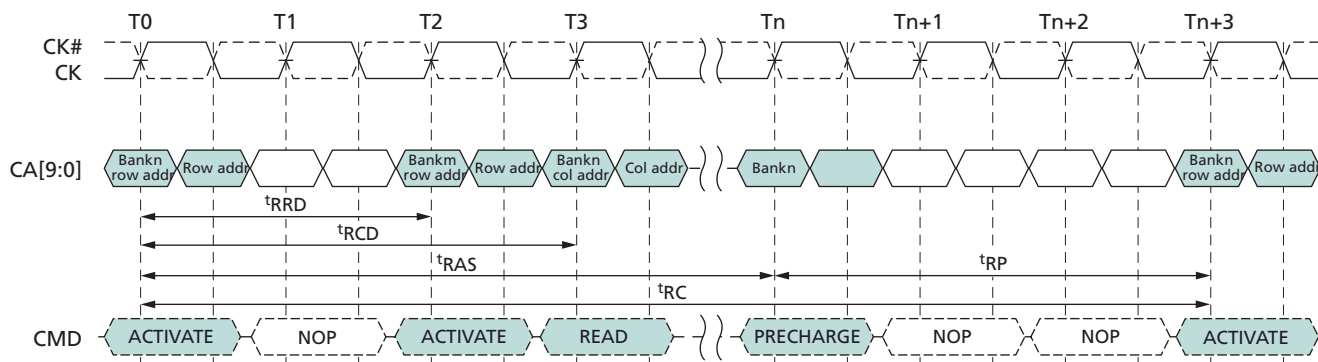 T0 T1 T2 T3 Tn Tn+1 Tn+2 Tn+3
CK#
CK
CA[9:0]
Bankn row addr
Row addr
Bankm row addr
Row addr
Bankn col addr
Col addr
Bankn
Bankn row addr
Row addr
tRRD
tRCD
tRAS
tRP
tRC
CMD ACTIVATE NOP ACTIVATE READ PRECHARGE NOP NOP ACTIVATE